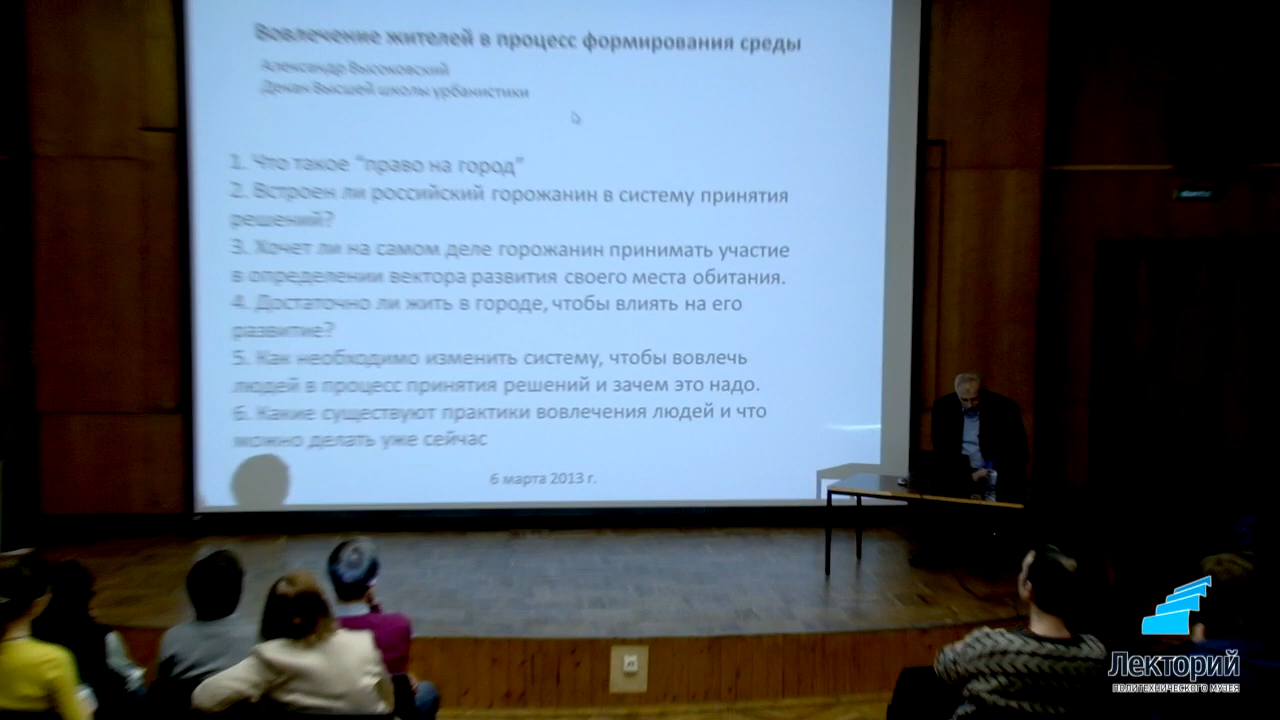 Вовлечение жителей в процесс формирования среды
Александр Высоковский
Декан Высшей школы урбанистики
1. Что такое "право на город"
2. Встроен ли российский горожанин в систему принятия
решений?
3. Хочет ли на самом деле горожанин принимать участие
в определении вектора развития своего места обитания.
4. Достаточно ли жить в городе, чтобы влиять на его
развитие?
5. Как необходимо изменить систему, чтобы вовлечь
людей в процесс принятия решений и зачем это надо.
6. Какие существуют практики вовлечения людей и что
можно делать уже сейчас
6 марта 2013 г.
Лекторий
ПОЛИТЕХНИЧЕСКОГО МУЗЕЯ